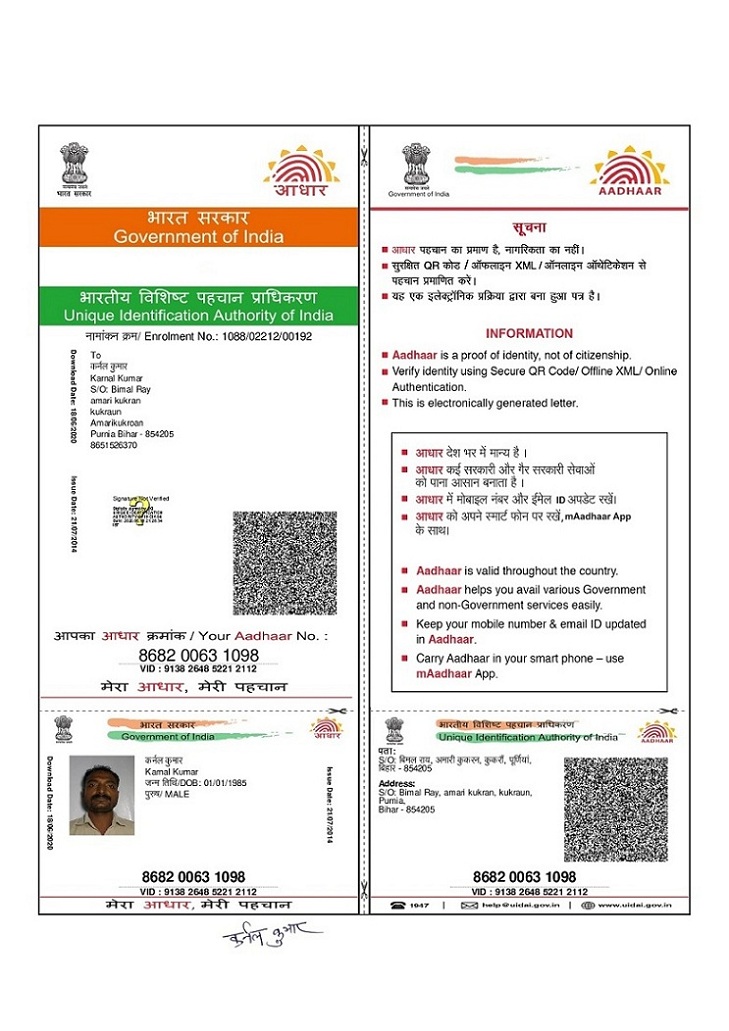 सत्यमेव जयते
भारत सरकार
आधार
भारत सरकार
Government of India
भारतीय विशिष्ट पहचान प्राधिकरण
Unique Identification Authority of India
नामांकन क्रम/ Enrolment No.: 1088/02212/00192
Download Date: 18/06/2020
To
कर्नल कुमार
Karnal Kumar
S/O: Bimal Ray
amari kukran
kukraun
Amarikukroan
Purnia Bihar - 854205
8651526370
Issue Date: 21/07/2014
Signature Not Verified
आपका आधार क्रमांक / Your Aadhaar No. :
8682 0063 1098
VID : 9138 2648 5221 2112
मेरा आधार, मेरी पहचान
भारत सरकार
Government of India
आधार
Download Date: 18/06/2020
कर्नल कुमार
Karnal Kumar
जन्म तिथि/DOB: 01/01/1985
पुरुष/ MALE
Issue Date: 21/07/2014
8682 0063 1098
VID : 9138 2648 5221 2112
मेरा आधार, मेरी पहचान
सत्यमेव जयते
Government of India
AADHAAR
सूचना
आधार पहचान का प्रमाण है, नागरिकता का नहीं।
सुरक्षित QR कोड / ऑफलाइन XML / ऑनलाइन ऑथेंटिकेशन से
पहचान प्रमाणित करें।
यह एक इलेक्ट्रॉनिक प्रक्रिया द्वारा बना हुआ पत्र है।
INFORMATION
Aadhaar is a proof of identity, not of citizenship.
Verify identity using Secure QR Code/ Offline XML/ Online
Authentication.
This is electronically generated letter.
आधार देश भर में मान्य है ।
आधार कई सरकारी और गैर सरकारी सेवाओं
को पाना आसान बनाता है ।
आधार में मोबाइल नंबर और ईमेल ID अपडेट रखें।
आधार को अपने स्मार्ट फोन पर रखें, mAadhaar App
के साथ।
Aadhaar is valid throughout the country.
Aadhaar helps you avail various Government
and non-Government services easily.
Keep your mobile number & email ID updated
in Aadhaar.
Carry Aadhaar in your smart phone – use
mAadhaar App.
भारतीय विशिष्ट पहचान प्राधिकरण
Unique Identification Authority of India
AADHAAR
पता:
S/O: बिमल राय, अमारी कुकरन, कुकरौं, पूर्णिया,
बिहार - 854205
Address:
S/O: Bimal Ray, amari kukran, kukraun,
Purnia,
Bihar - 854205
8682 0063 1098
VID : 9138 2648 5221 2112
1947 | help@uidai.gov.in | www.uidai.gov.in
कर्नल कुमार